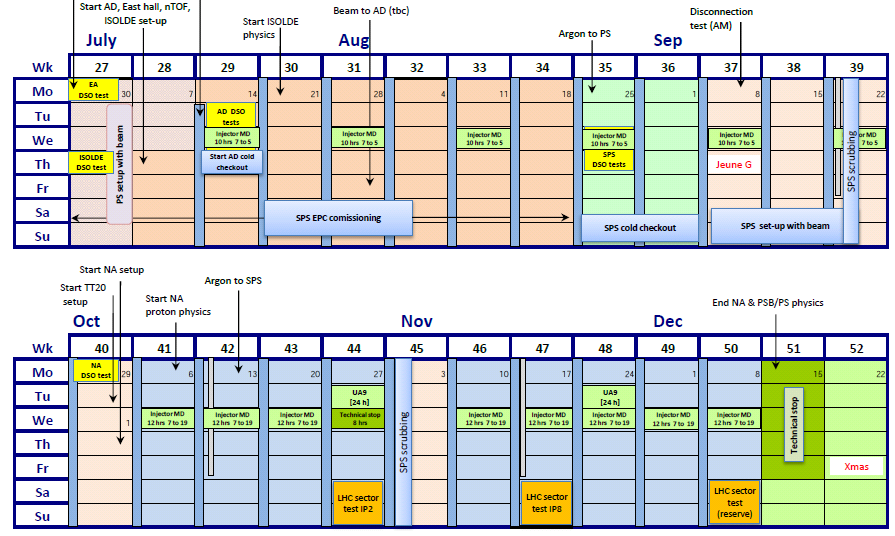 Start AD, East hall, nTOF,
ISOLDE set-up
Start ISOLDE
physics
Beam to AD (tbc)
Argon to PS
Disconnection
test (AM)
July
Aug
Sep
Wk 27 28 29 30 31 32 33 34 35 36 37 38 39
Mo 30 7 14 21 28 4 11 18 25 1 8 15 22
EA
DSO test
Tu
AD DSO
tests
We
Injector MD
10 hrs 7 to 5
Injector MD
10 hrs 7 to 5
Injector MD
10 hrs 7 to 5
Injector MD
10 hrs 7 to 5
Injector MD
10 hrs 7 to 5
Injector MD
10 hrs 7 to 5
Th
ISOLDE
DSO test
PS setup with beam
Start AD cold
checkout
SPS
DSO tests
Jeune G
SPS scrubbing
Fr
Sa
SPS EPC comissioning
SPS cold checkout
SPS set-up with beam
Su
Start NA setup
Start TT20
setup
Start NA
proton physics
Argon to SPS
End NA & PSB/PS physics
Oct
Nov
Dec
Wk 40 41 42 43 44 45 46 47 48 49 50 51 52
Mo 29 6 13 20 27 3 10 17 24 1 8 15 22
NA
DSO test
Tu
UA9
[24 h]
UA9
[24 h]
We 1
Injector MD
12 hrs 7 to 19
Injector MD
12 hrs 7 to 19
Injector MD
12 hrs 7 to 19
Technical stop
8 hrs
Injector MD
12 hrs 7 to 19
Injector MD
12 hrs 7 to 19
Injector MD
12 hrs 7 to 19
Injector MD
12 hrs 7 to 19
Injector MD
12 hrs 7 to 19
SPS scrubbing
Technical stop
Th
Fr
Xmas
Sa
LHC sector
test IP2
LHC sector
test IP8
LHC sector
test
(reserve)
Su